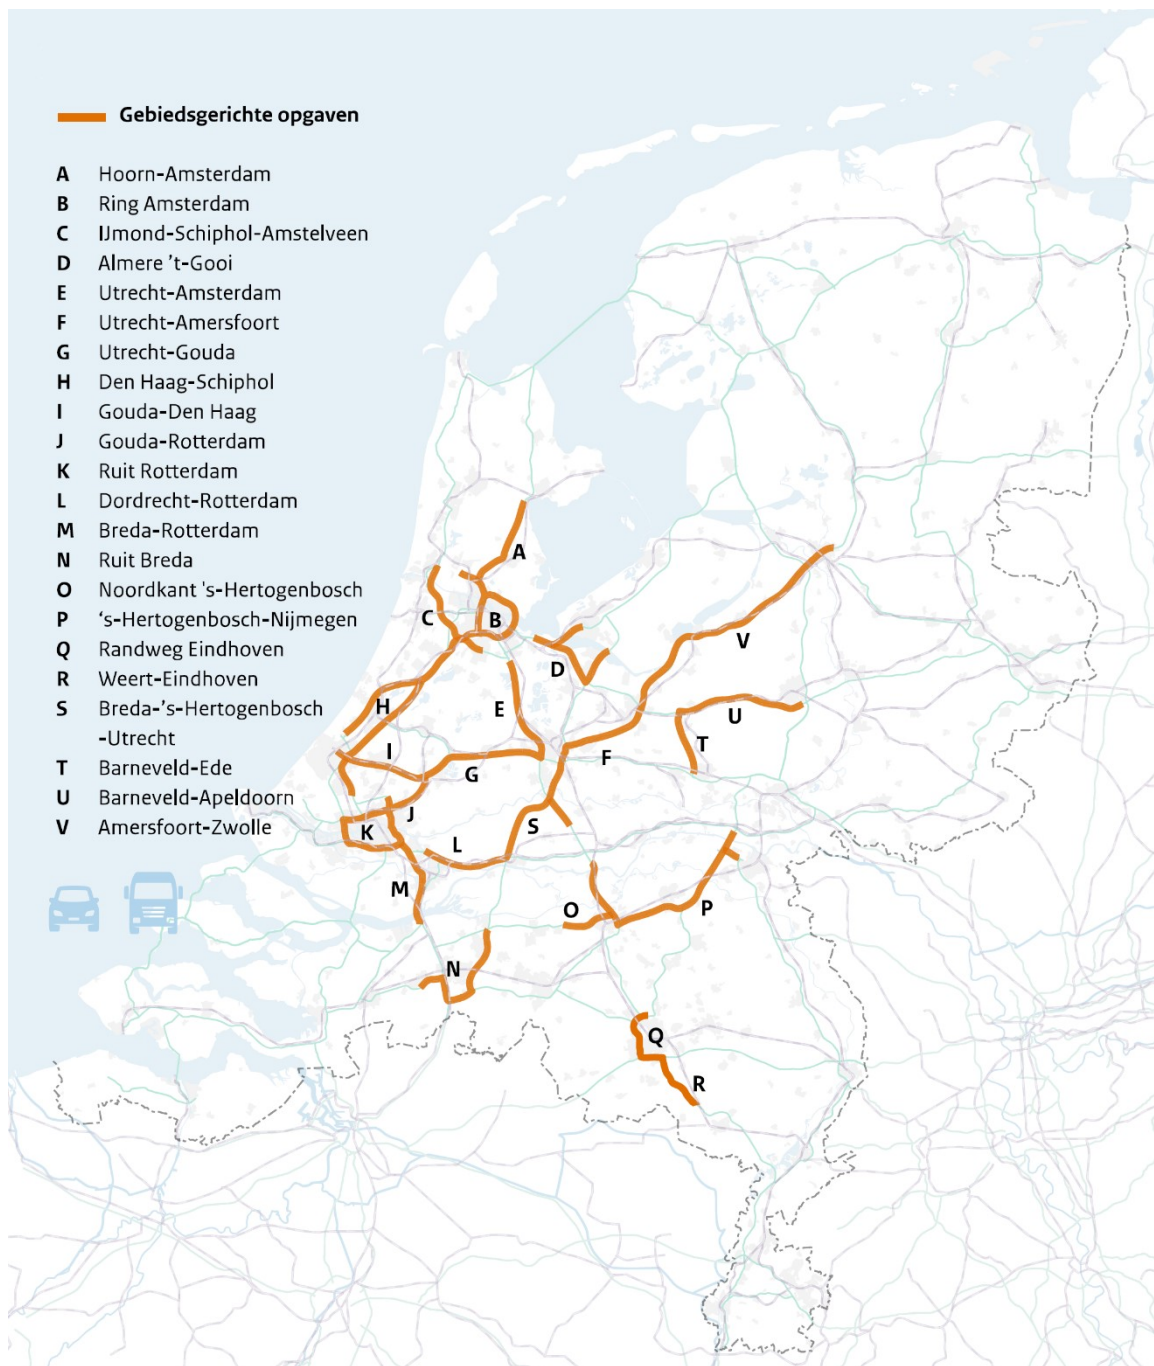 Gebiedsgerichte opgaven
A Hoorn-Amsterdam
B Ring Amsterdam
C IJmond-Schiphol-Amstelveen
D Almere ’t-Gooi
E Utrecht-Amsterdam
F Utrecht-Amersfoort
G Utrecht-Gouda
H Den Haag-Schiphol
I Gouda-Den Haag
J Gouda-Rotterdam
K Ruit Rotterdam
L Dordrecht-Rotterdam
M Breda-Rotterdam
N Ruit Breda
O Noordkant 's-Hertogenbosch
P ‘s-Hertogenbosch-Nijmegen
Q Randweg Eindhoven
R Weert-Eindhoven
S Breda-’s-Hertogenbosch
-Utrecht
T Barneveld-Ede
U Barneveld-Apeldoorn
V Amersfoort-Zwolle
A
B
C
V
D
H
E
U
I
T
F
G
J
S
K
L
M
O
P
N
Q
R